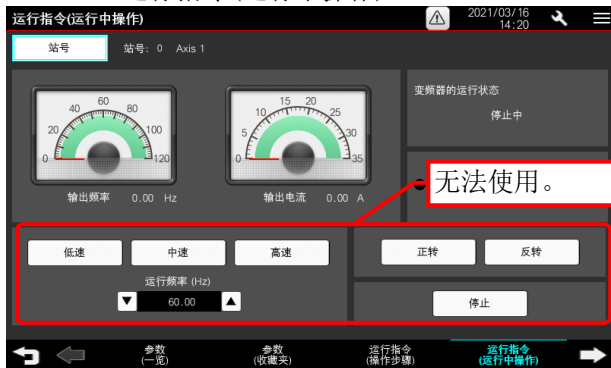 运行指令(运行中操作)
2021/03/16
14:20
站号
站号: 0 Axis 1
0 20 40 60 80 100 120
输出频率 0.00 Hz
0 5 10 15 20 25 30 35
输出电流 0.00 A
变频器的运行状态
停止中
无法使用。
低速 中速 高速
运行频率 (Hz)
60.00
正转 反转
停止
参数
(一览)
参数
(收藏夹)
运行指令
(操作步骤)
运行指令
(运行中操作)